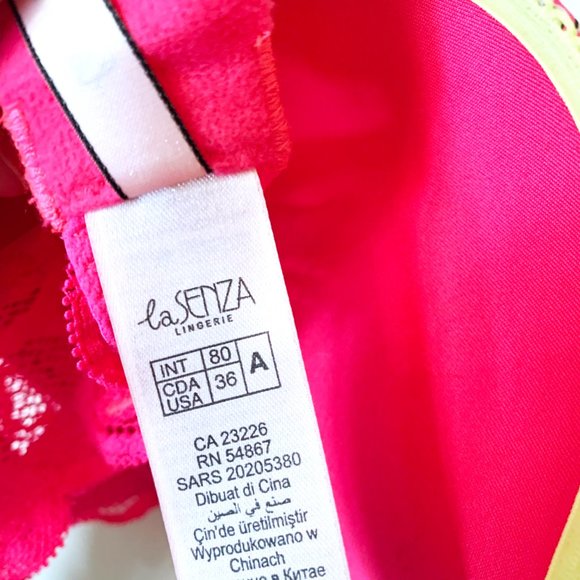 la SENZA
LINGERIE
INT 80 A
CDA USA 36
CA 23226
RN 54867
SARS 20205380
Dibuat di Cina
صنع في الصين
Çin'de üretilmiştir
Wyprodukowano w
Chinach
в Китае